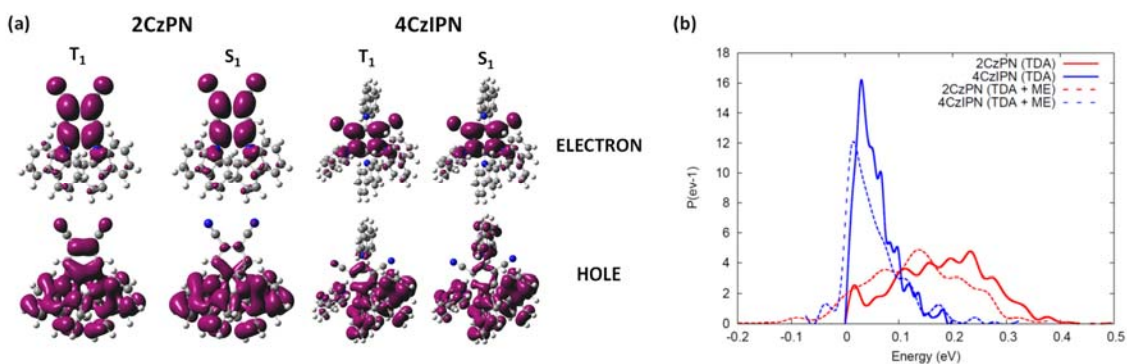 (a) 2CzPN 4CzIPN
T1 S1 T1 S1
ELECTRON
HOLE
(b)
2CzPN (TDA)
4CzIPN (TDA)
2CzPN (TDA + ME)
4CzIPN (TDA + ME)
P(ev-1)
18
16
14
12
10
8
6
4
2
0
-0.2 -0.1 0 0.1 0.2 0.3 0.4 0.5
Energy (eV)